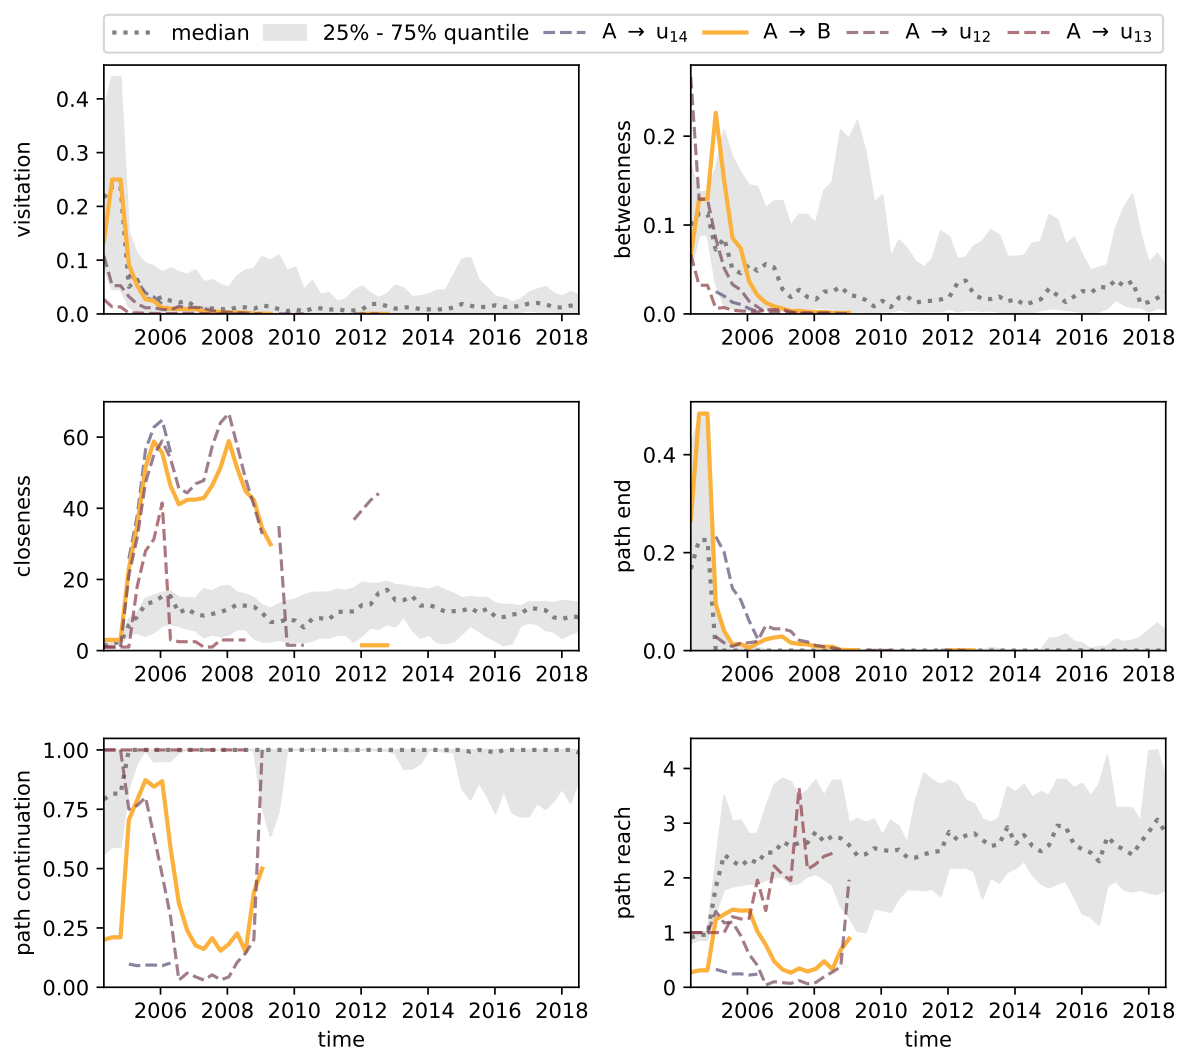 median 25% - 75% quantile A → u14 A → B A → u12 A → u13
visitation
0.4
0.3
0.2
0.1
0.0
2006 2008 2010 2012 2014 2016 2018
betweenness
0.2
0.1
0.0
2006 2008 2010 2012 2014 2016 2018
closeness
60
40
20
0
2006 2008 2010 2012 2014 2016 2018
path end
0.4
0.2
0.0
2006 2008 2010 2012 2014 2016 2018
path continuation
1.00
0.75
0.50
0.25
0.00
2006 2008 2010 2012 2014 2016 2018
time
path reach
4
3
2
1
0
2006 2008 2010 2012 2014 2016 2018
time